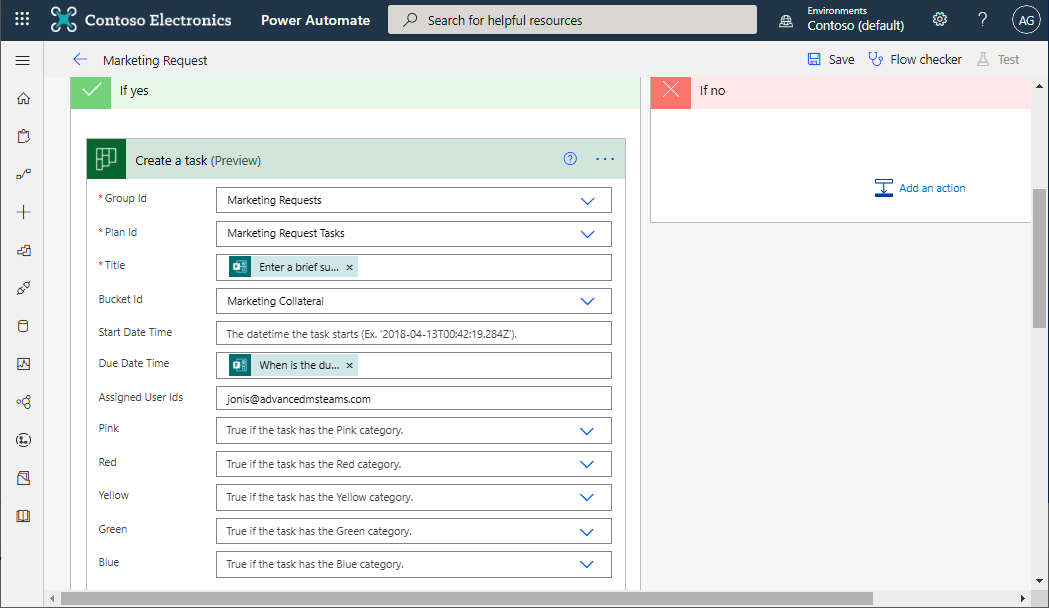 Contoso Electronics
Power Automate
Search for helpful resources
Environments
Contoso (default)
?
AG
Marketing Request
Save
Flow checker
Test
If yes
If no
Create a task (Preview)
?
...
Add an action
* Group Id
Marketing Requests
* Plan Id
Marketing Request Tasks
* Title
Enter a brief su... ×
Bucket Id
Marketing Collateral
Start Date Time
The datetime the task starts (Ex. '2018-04-13T00:42:19.284Z').
Due Date Time
When is the du... ×
Assigned User Ids
jonis@advancedmsteams.com
Pink
True if the task has the Pink category.
Red
True if the task has the Red category.
Yellow
True if the task has the Yellow category.
Green
True if the task has the Green category.
Blue
True if the task has the Blue category.